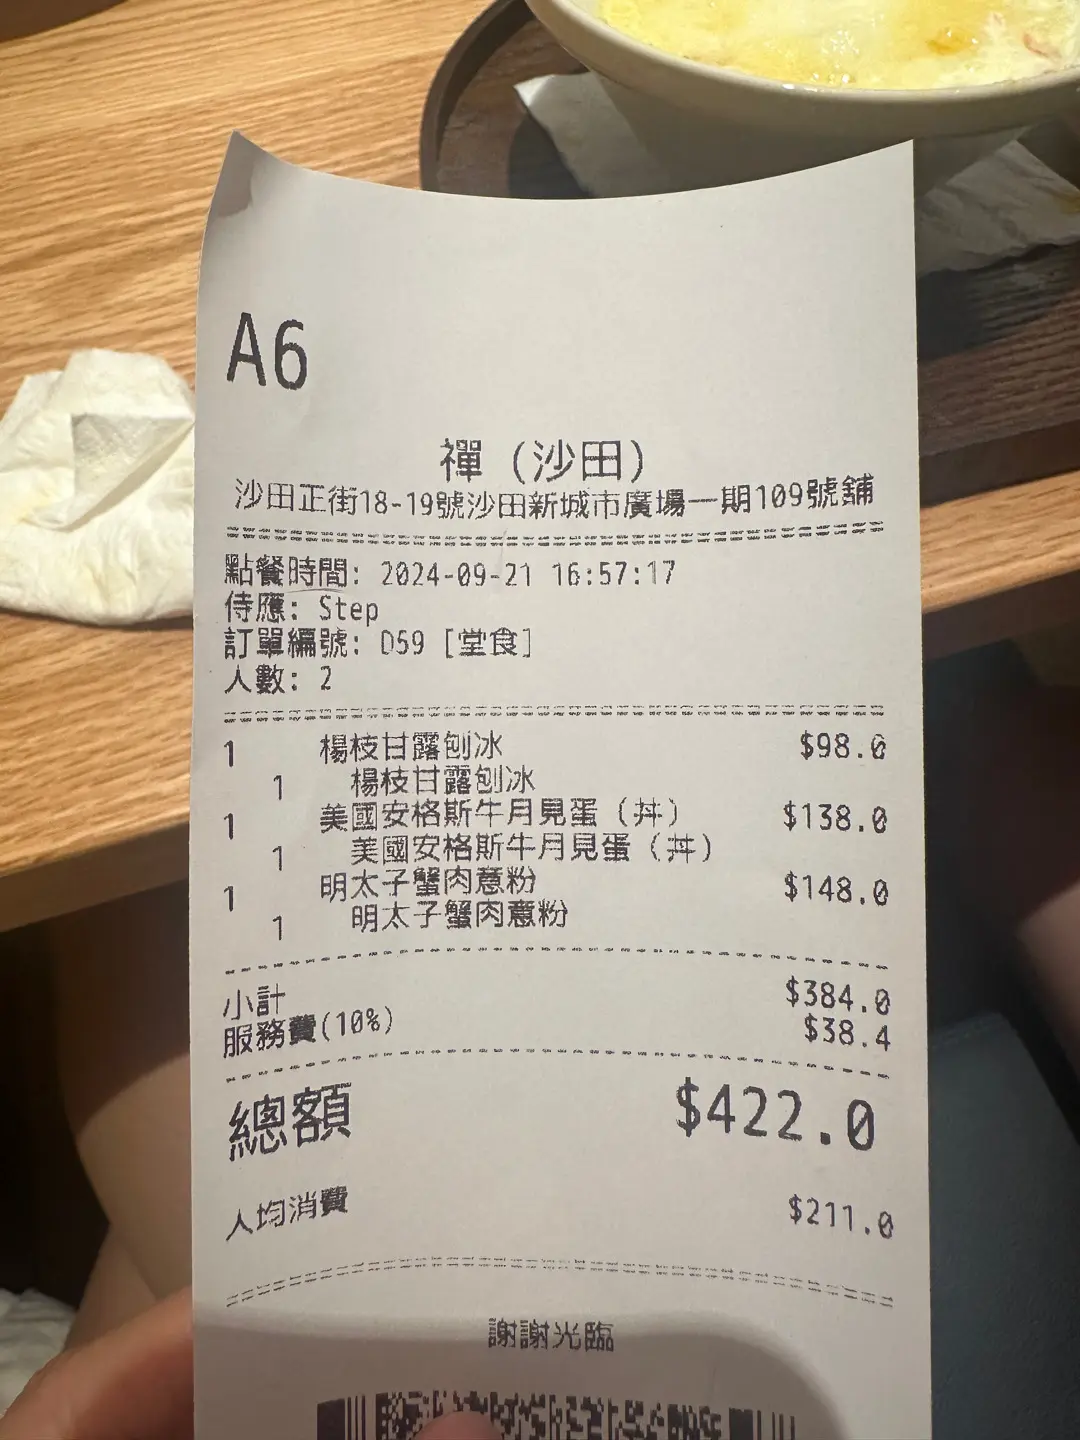 A6
禪（沙田）
沙田正街18-19號沙田新城市廣場一期109號舖
點餐時間: 2024-09-21 16:57:17
侍應: Step
訂單編號: D59 [堂食]
人數: 2
1 楊枝甘露刨冰 $98.0
1 楊枝甘露刨冰
1 美國安格斯牛月見蛋（丼） $138.0
1 美國安格斯牛月見蛋（丼）
1 明太子蟹肉意粉 $148.0
1 明太子蟹肉意粉
小計 $384.0
服務費(10%) $38.4
總額 $422.0
人均消費 $211.0
謝謝光臨